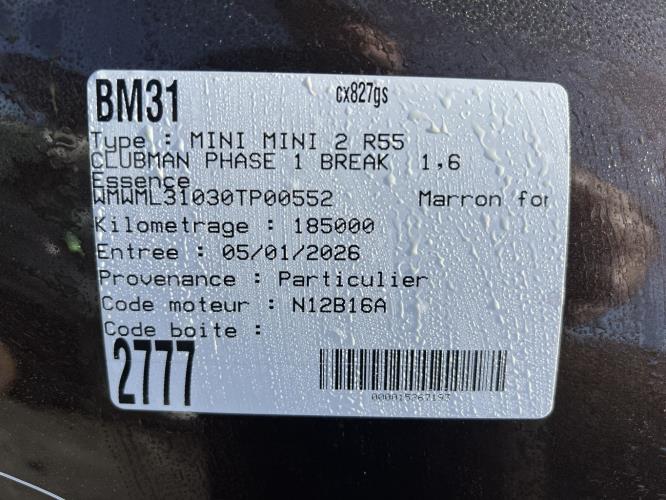 BM31 cx827gs
Type : MINI MINI 2 R55
CLUBMAN PHASE 1 BREAK 1,6
Essence
WMWML31030TP00552 Marron for
Kilometrage : 185000
Entree : 05/01/2026
Provenance : Particulier
Code moteur : N12B16A
Code boite :
2777
000015267193